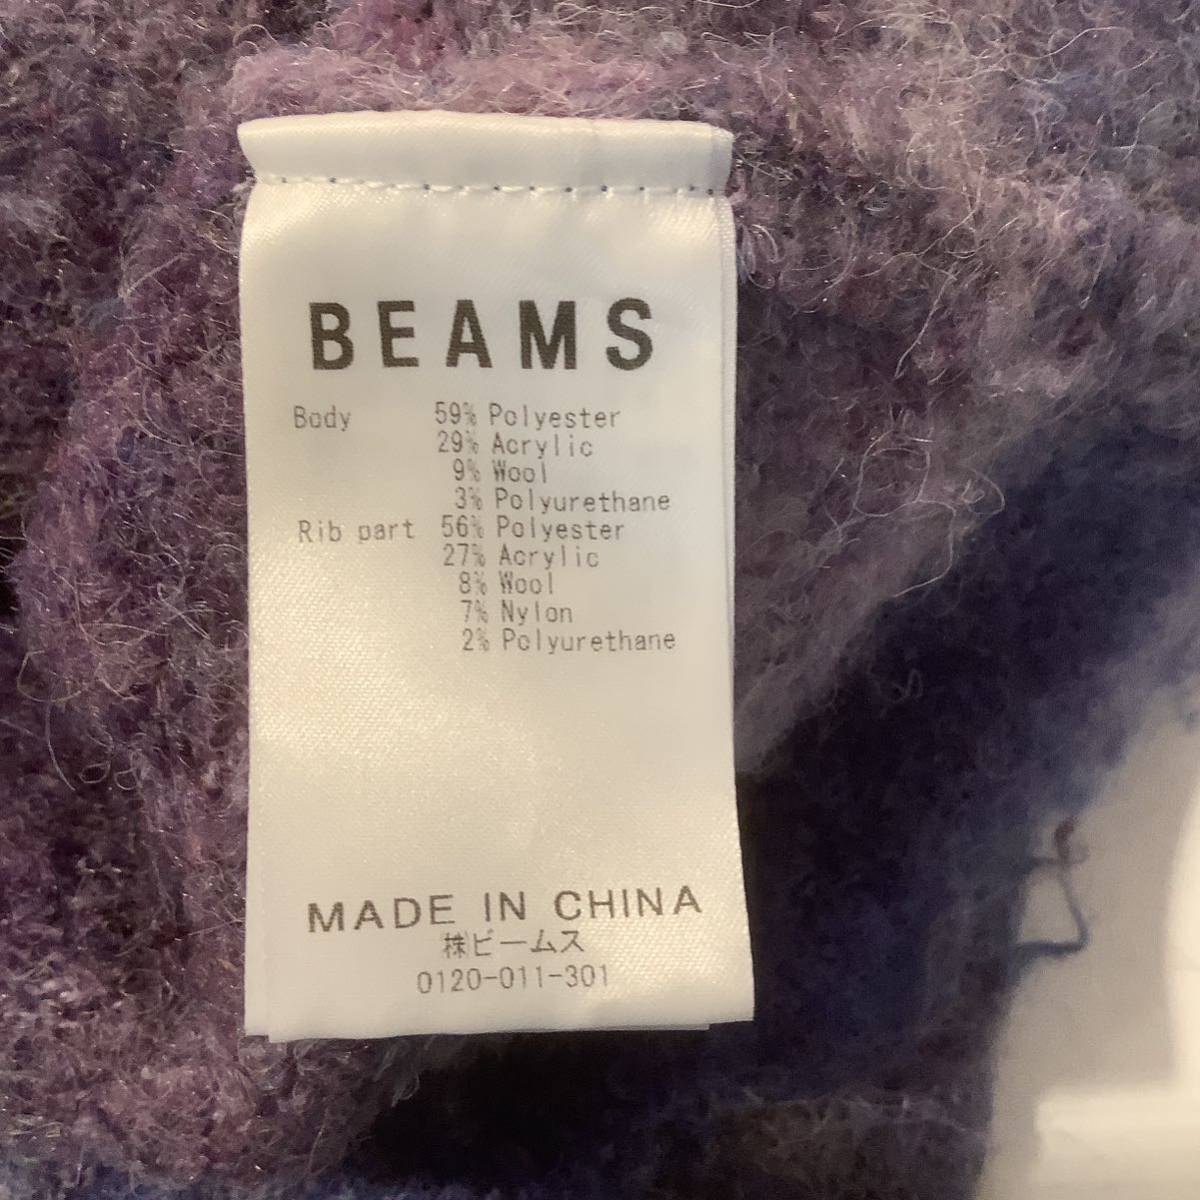 BEAMS
Body 59% Polyester
29% Acrylic
9% Wool
3% Polyurethane
Rib part 56% Polyester
27% Acrylic
8% Wool
7% Nylon
2% Polyurethane
MADE IN CHINA
㈱ビームス
0120-011-301